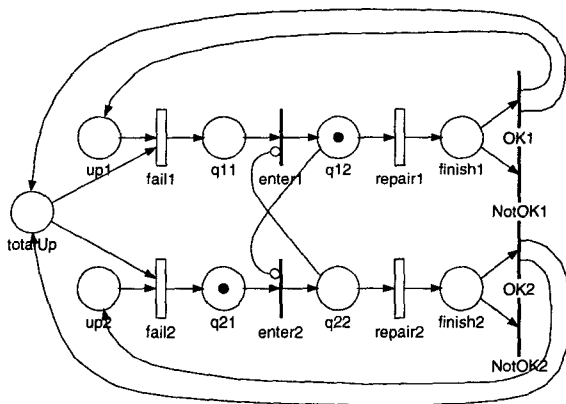 up1
fail1
q11
enter1
q12
repair1
finish1
OK1
NotOK1
totalUp
up2
fail2
q21
enter2
q22
repair2
finish2
OK2
NotOK2